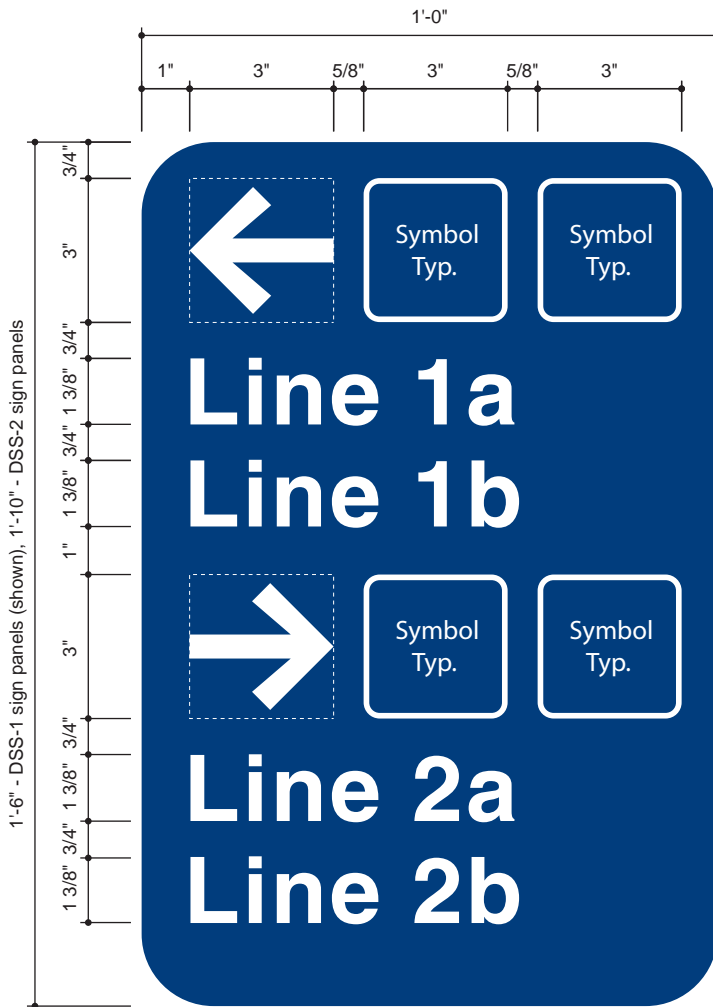 1'-0"
1" 3" 5/8" 3" 5/8" 3"
3/4"
3"
3/4"
1 3/8"
3/4"
1 3/8"
1"
3"
3/4"
1 3/8"
3/4"
1 3/8"
1'-6" - DSS-1 sign panels (shown), 1'-10" - DSS-2 sign panels
Symbol Typ.
Symbol Typ.
Line 1a
Line 1b
Symbol Typ.
Symbol Typ.
Line 2a
Line 2b